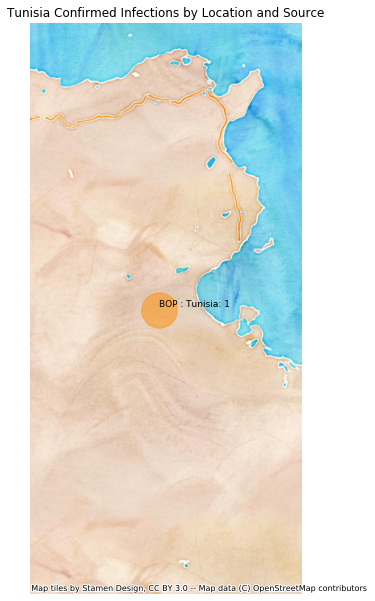 Tunisia Confirmed Infections by Location and Source
BOP : Tunisia: 1
Map tiles by Stamen Design, CC BY 3.0 -- Map data (C) OpenStreetMap contributors